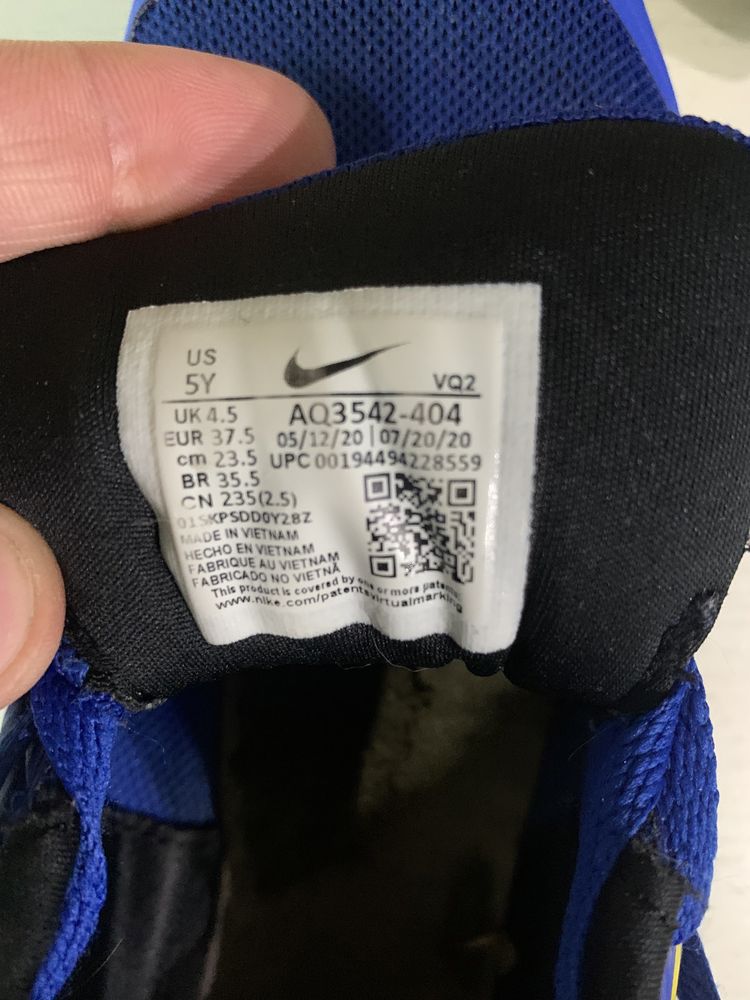 US
5Y
VQ2
UK 4.5
AQ3542-404
EUR 37.5
05/12/20 | 07/20/20
cm 23.5
UPC 00194494228559
BR 35.5
CN 235(2.5)
01SKPSDD0Y28Z
MADE IN VIETNAM
HECHO EN VIETNAM
FABRIQUE AU VIETNAM
FABRICADO NO VIETNÃ
This product is covered by one or more patents
www.nike.com/patentsvirtualmarking